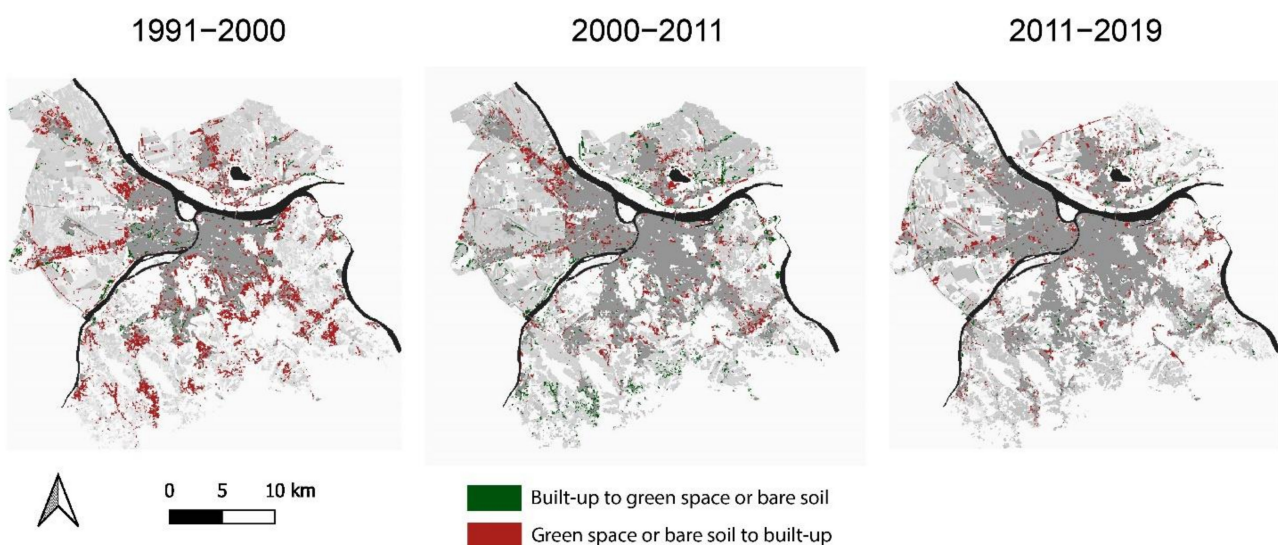 1991–2000
2000–2011
2011–2019
0 5 10 km
Built-up to green space or bare soil
Green space or bare soil to built-up